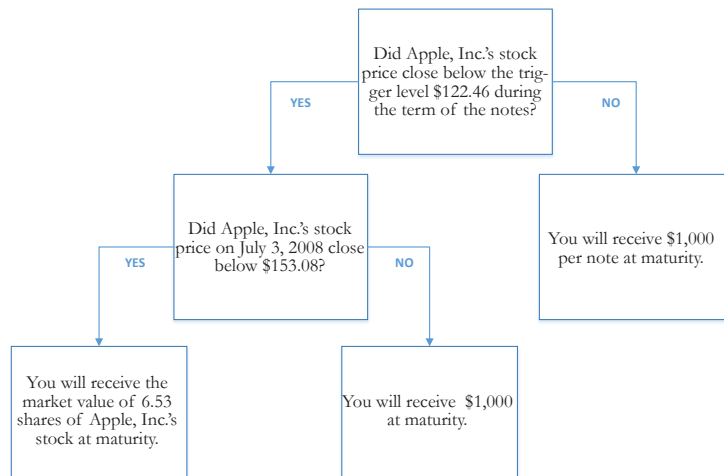 Did Apple, Inc.'s stock
price close below the trig-
ger level $122.46 during
the term of the notes?
YES
NO
Did Apple, Inc.'s stock
price on July 3, 2008 close
below $153.08?
You will receive $1,000
per note at maturity.
YES
NO
You will receive the
market value of 6.53
shares of Apple, Inc.'s
stock at maturity.
You will receive $1,000
at maturity.